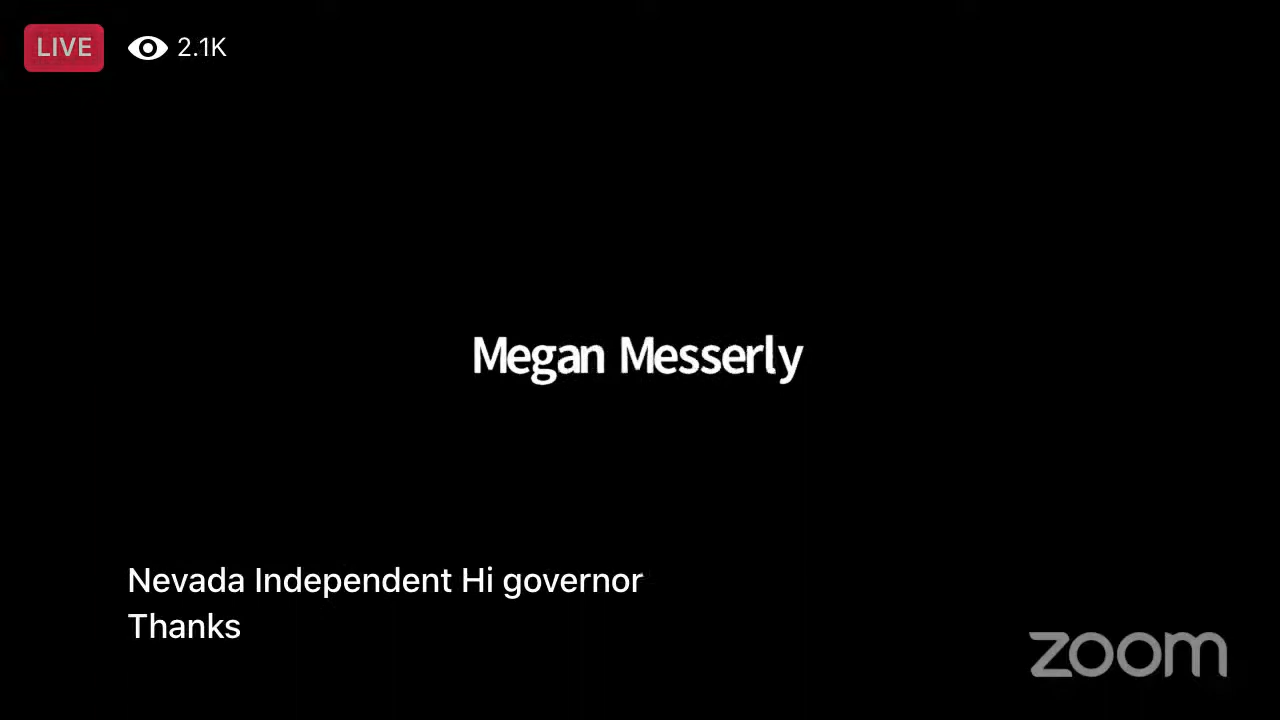 LIVE 2.1K
Megan Messerly
Nevada Independent Hi governor
Thanks
zoom